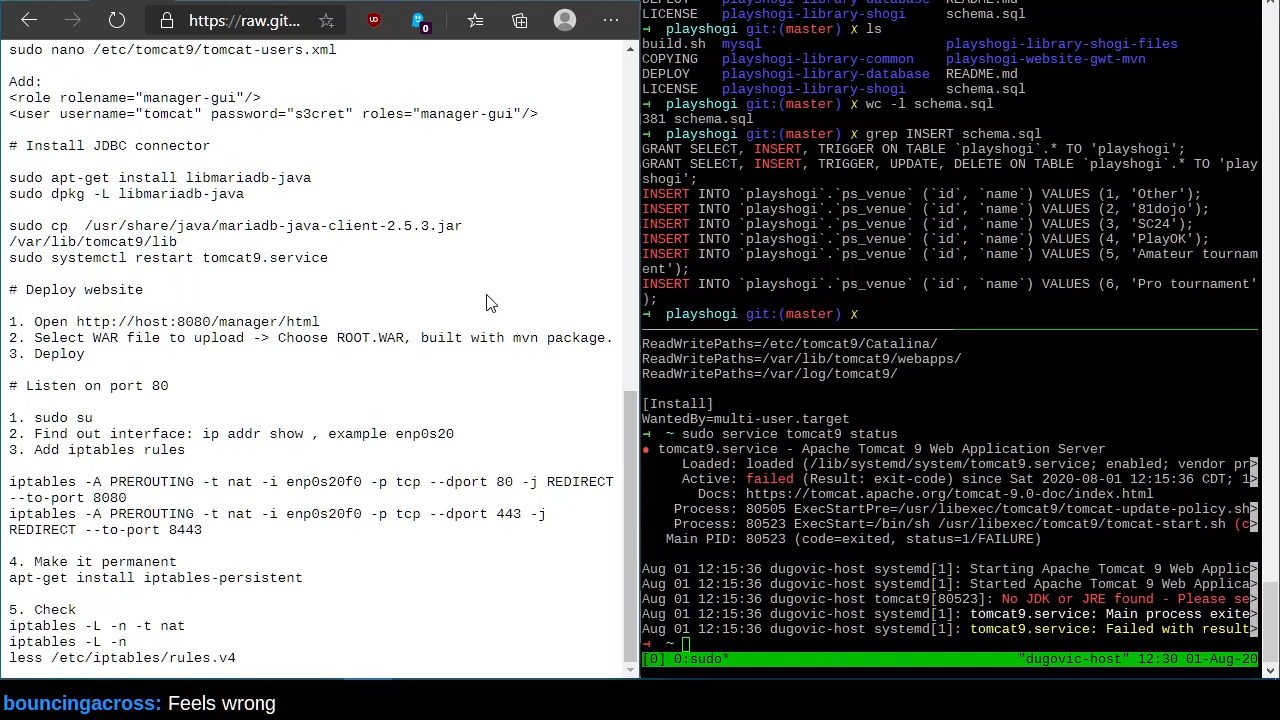 https://raw.git...
0
sudo nano /etc/tomcat9/tomcat-users.xml
Add:
<role rolename="manager-gui"/>
<user username="tomcat" password="s3cret" roles="manager-gui"/>
# Install JDBC connector
sudo apt-get install libmariadb-java
sudo dpkg -L libmariadb-java
sudo cp  /usr/share/java/mariadb-java-client-2.5.3.jar
/var/lib/tomcat9/lib
sudo systemctl restart tomcat9.service
# Deploy website
1. Open http://host:8080/manager/html
2. Select WAR file to upload -> Choose ROOT.WAR, built with mvn package.
3. Deploy
# Listen on port 80
1. sudo su
2. Find out interface: ip addr show , example enp0s20
3. Add iptables rules
iptables -A PREROUTING -t nat -i enp0s20f0 -p tcp --dport 80 -j REDIRECT
--to-port 8080
iptables -A PREROUTING -t nat -i enp0s20f0 -p tcp --dport 443 -j
REDIRECT --to-port 8443
4. Make it permanent
apt-get install iptables-persistent
5. Check
iptables -L -n -t nat
iptables -L -n
less /etc/iptables/rules.v4
LICENSE   playshogi-library-shogi     schema.sql
playshogi git:(master) ✗ ls
build.sh  mysql                       playshogi-library-shogi-files
COPYING   playshogi-library-common    playshogi-website-gwt-mvn
DEPLOY    playshogi-library-database  README.md
LICENSE   playshogi-library-shogi     schema.sql
playshogi git:(master) ✗ wc -l schema.sql
381 schema.sql
playshogi git:(master) ✗ grep INSERT schema.sql
GRANT SELECT, INSERT, TRIGGER ON TABLE `playshogi`.* TO 'playshogi';
GRANT SELECT, INSERT, TRIGGER, UPDATE, DELETE ON TABLE `playshogi`.* TO 'play
shogi';
INSERT INTO `playshogi`.`ps_venue` (`id`, `name`) VALUES (1, 'Other');
INSERT INTO `playshogi`.`ps_venue` (`id`, `name`) VALUES (2, '81dojo');
INSERT INTO `playshogi`.`ps_venue` (`id`, `name`) VALUES (3, 'SC24');
INSERT INTO `playshogi`.`ps_venue` (`id`, `name`) VALUES (4, 'PlayOK');
INSERT INTO `playshogi`.`ps_venue` (`id`, `name`) VALUES (5, 'Amateur tournam
ent');
INSERT INTO `playshogi`.`ps_venue` (`id`, `name`) VALUES (6, 'Pro tournament'
);
playshogi git:(master) ✗
ReadWritePaths=/etc/tomcat9/Catalina/
ReadWritePaths=/var/lib/tomcat9/webapps/
ReadWritePaths=/var/log/tomcat9/
[Install]
WantedBy=multi-user.target
~ sudo service tomcat9 status
● tomcat9.service - Apache Tomcat 9 Web Application Server
Loaded: loaded (/lib/systemd/system/tomcat9.service; enabled; vendor pr>
Active: failed (Result: exit-code) since Sat 2020-08-01 12:15:36 CDT; 1>
Docs: https://tomcat.apache.org/tomcat-9.0-doc/index.html
Process: 80505 ExecStartPre=/usr/libexec/tomcat9/tomcat-update-policy.sh>
Process: 80523 ExecStart=/bin/sh /usr/libexec/tomcat9/tomcat-start.sh (c>
Main PID: 80523 (code=exited, status=1/FAILURE)
Aug 01 12:15:36 dugovic-host systemd[1]: Starting Apache Tomcat 9 Web Applic>
Aug 01 12:15:36 dugovic-host systemd[1]: Started Apache Tomcat 9 Web Applica>
Aug 01 12:15:36 dugovic-host tomcat9[80523]: No JDK or JRE found - Please se>
Aug 01 12:15:36 dugovic-host systemd[1]: tomcat9.service: Main process exite>
Aug 01 12:15:36 dugovic-host systemd[1]: tomcat9.service: Failed with result>
~
[0] 0:sudo*  "dugovic-host" 12:30 01-Aug-20
bouncingacross: Feels wrong